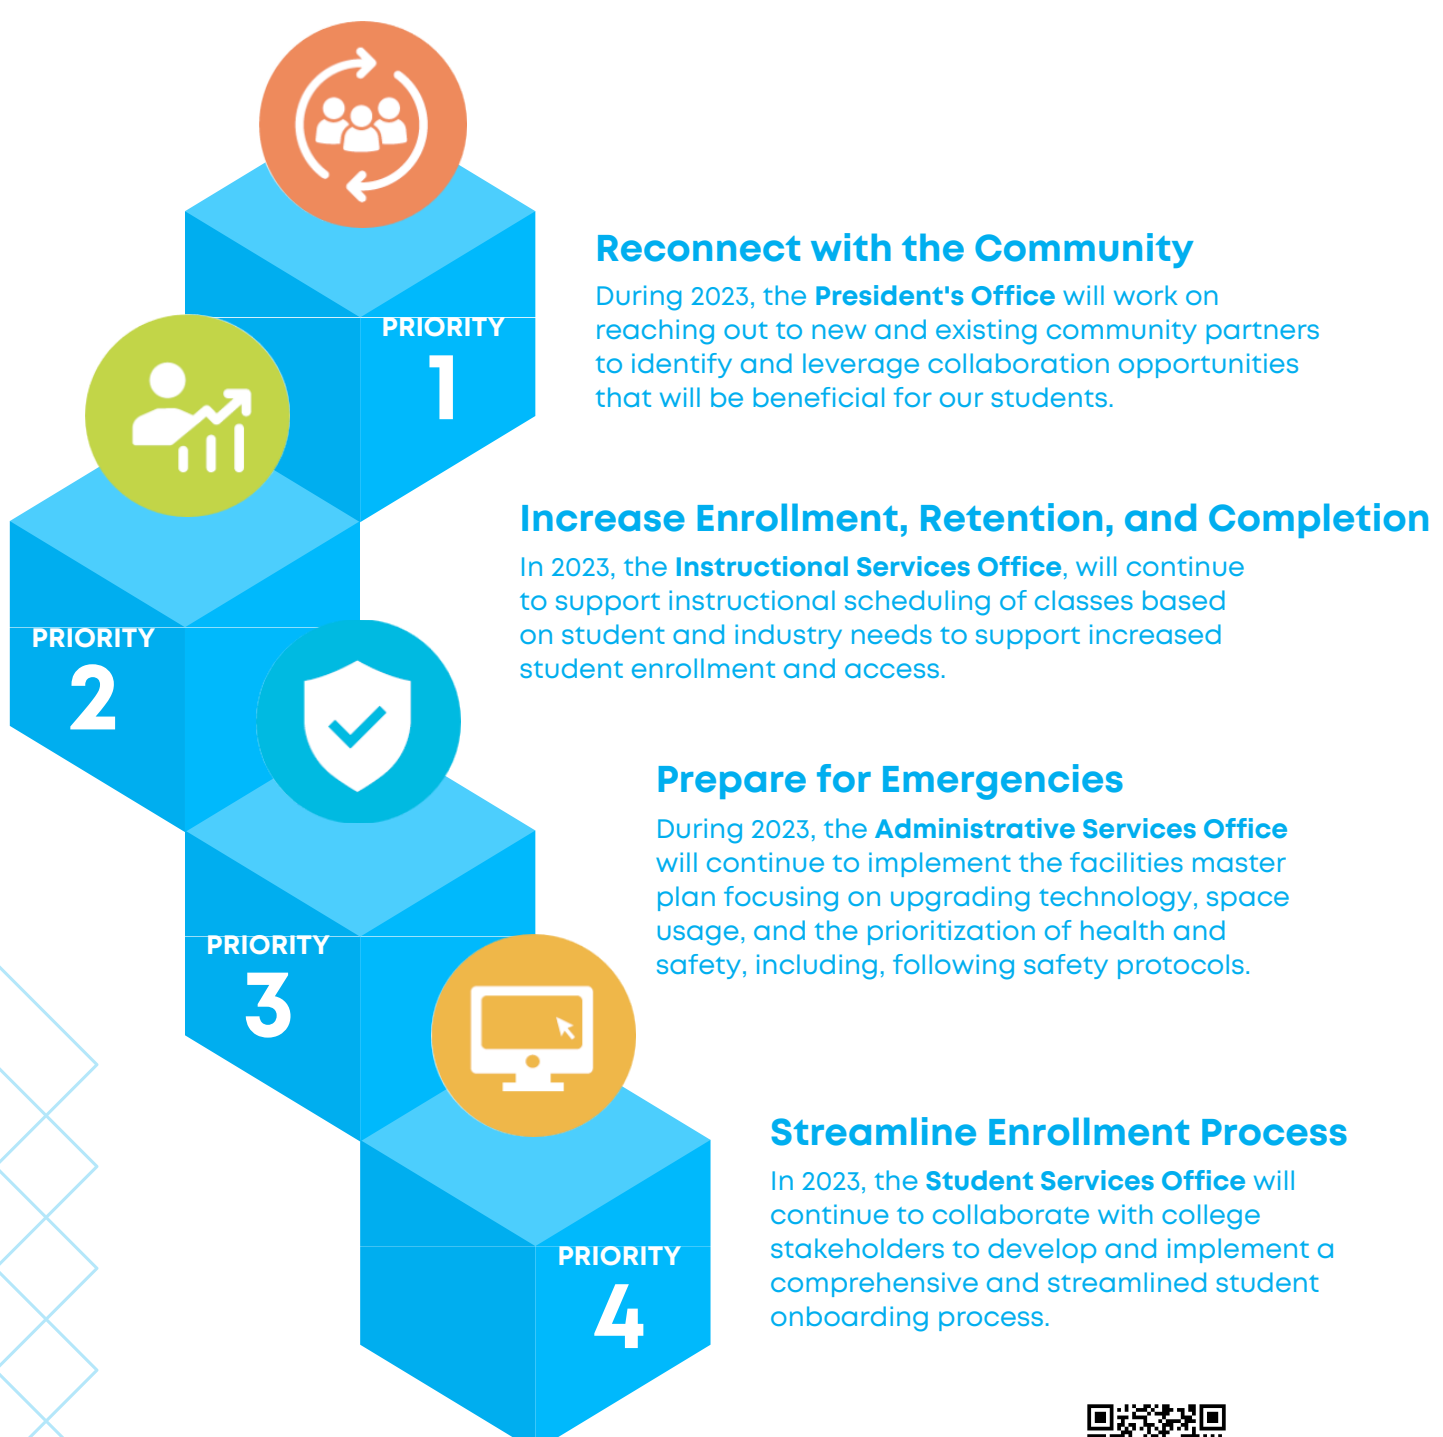 PRIORITY
1
Reconnect with the Community
During 2023, the President's Office will work on
reaching out to new and existing community partners
to identify and leverage collaboration opportunities
that will be beneficial for our students.
PRIORITY
2
Increase Enrollment, Retention, and Completion
In 2023, the Instructional Services Office, will continue
to support instructional scheduling of classes based
on student and industry needs to support increased
student enrollment and access.
PRIORITY
3
Prepare for Emergencies
During 2023, the Administrative Services Office
will continue to implement the facilities master
plan focusing on upgrading technology, space
usage, and the prioritization of health and
safety, including, following safety protocols.
PRIORITY
4
Streamline Enrollment Process
In 2023, the Student Services Office will
continue to collaborate with college
stakeholders to develop and implement a
comprehensive and streamlined student
onboarding process.